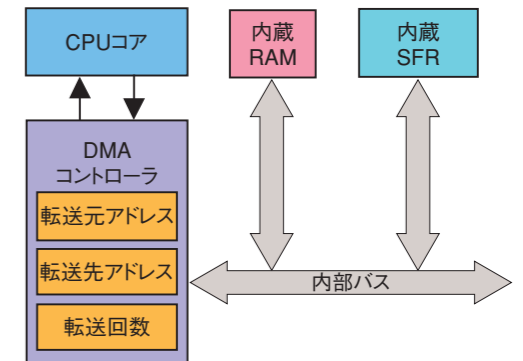 CPUコア
内蔵
RAM
内蔵
SFR
DMA
コントローラ
転送元アドレス
転送先アドレス
転送回数
内部バス